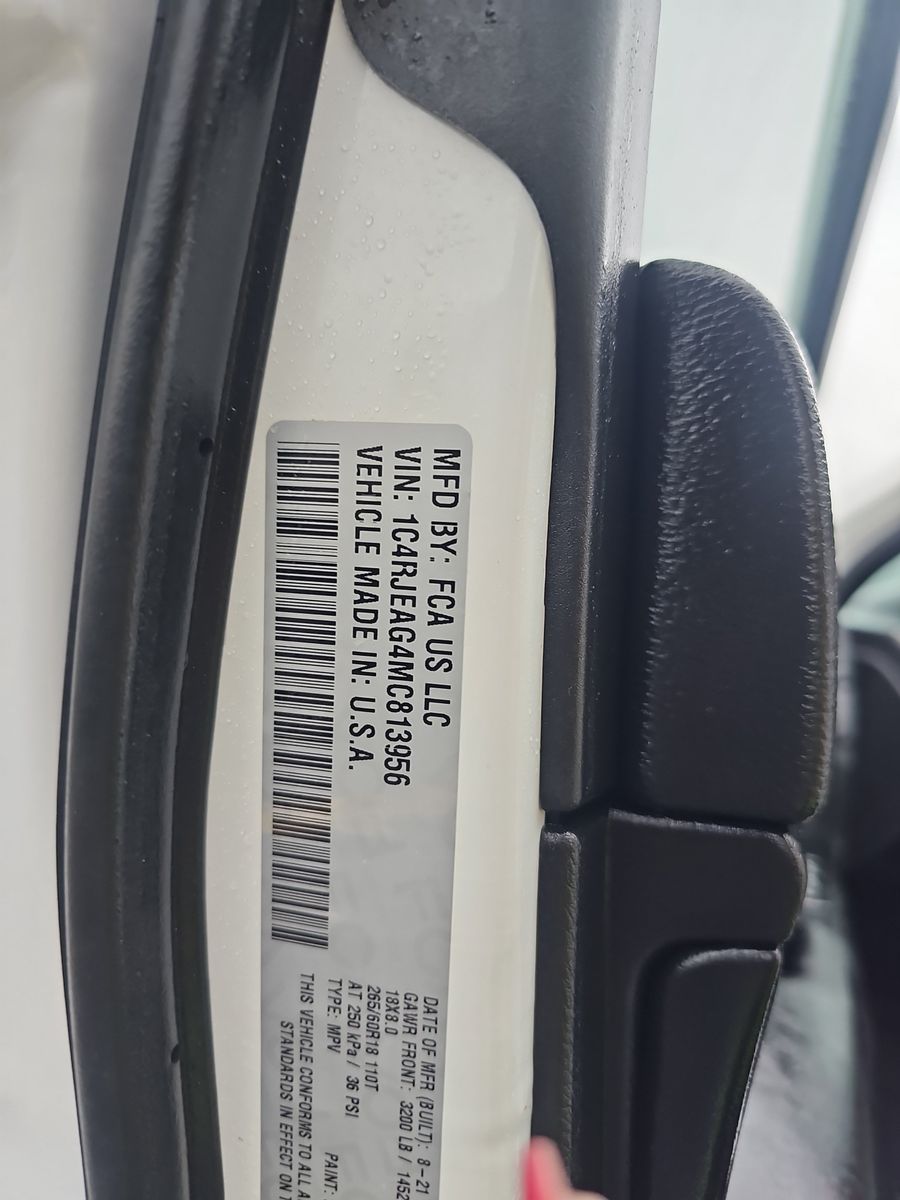 MFD BY: FCA US LLC
VIN: 1C4RJEAG4MC813956
VEHICLE MADE IN: U.S.A.
DATE OF MFR (BUILT): 8-21
GAWR FRONT: 3200 LB / 1452
18X8.0
265/60R18 110T
AT 250 kPa / 36 PSI
TYPE: MPV PAINT:
THIS VEHICLE CONFORMS TO ALL A
STANDARDS IN EFFECT ON T